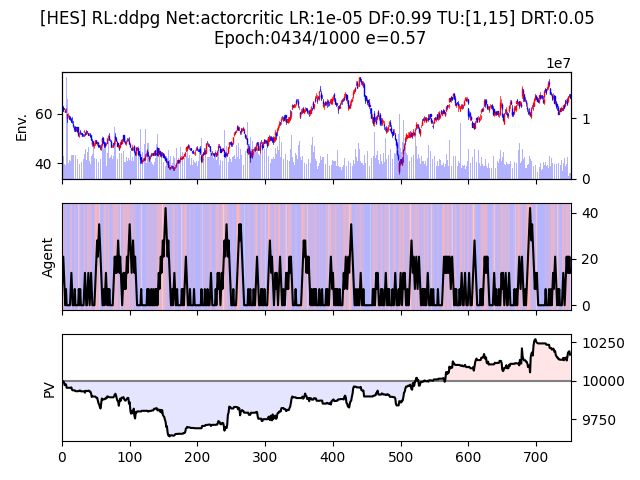 [HES] RL:ddpg Net:actorcritic LR:1e-05 DF:0.99 TU:[1,15] DRT:0.05
Epoch:0434/1000 e=0.57
1e7
Env.
60
40
1
0
Agent
40
20
0
PV
10250
10000
9750
0 100 200 300 400 500 600 700